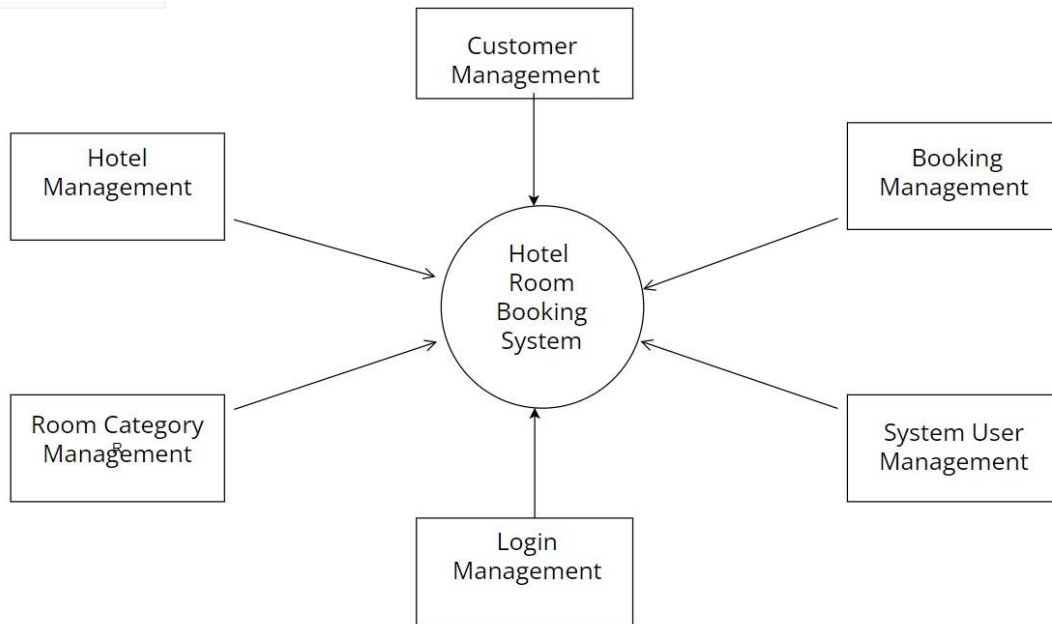 Customer
Management
Hotel
Management
Booking
Management
Hotel
Room
Booking
System
Room Category
Management
R
System User
Management
Login
Management